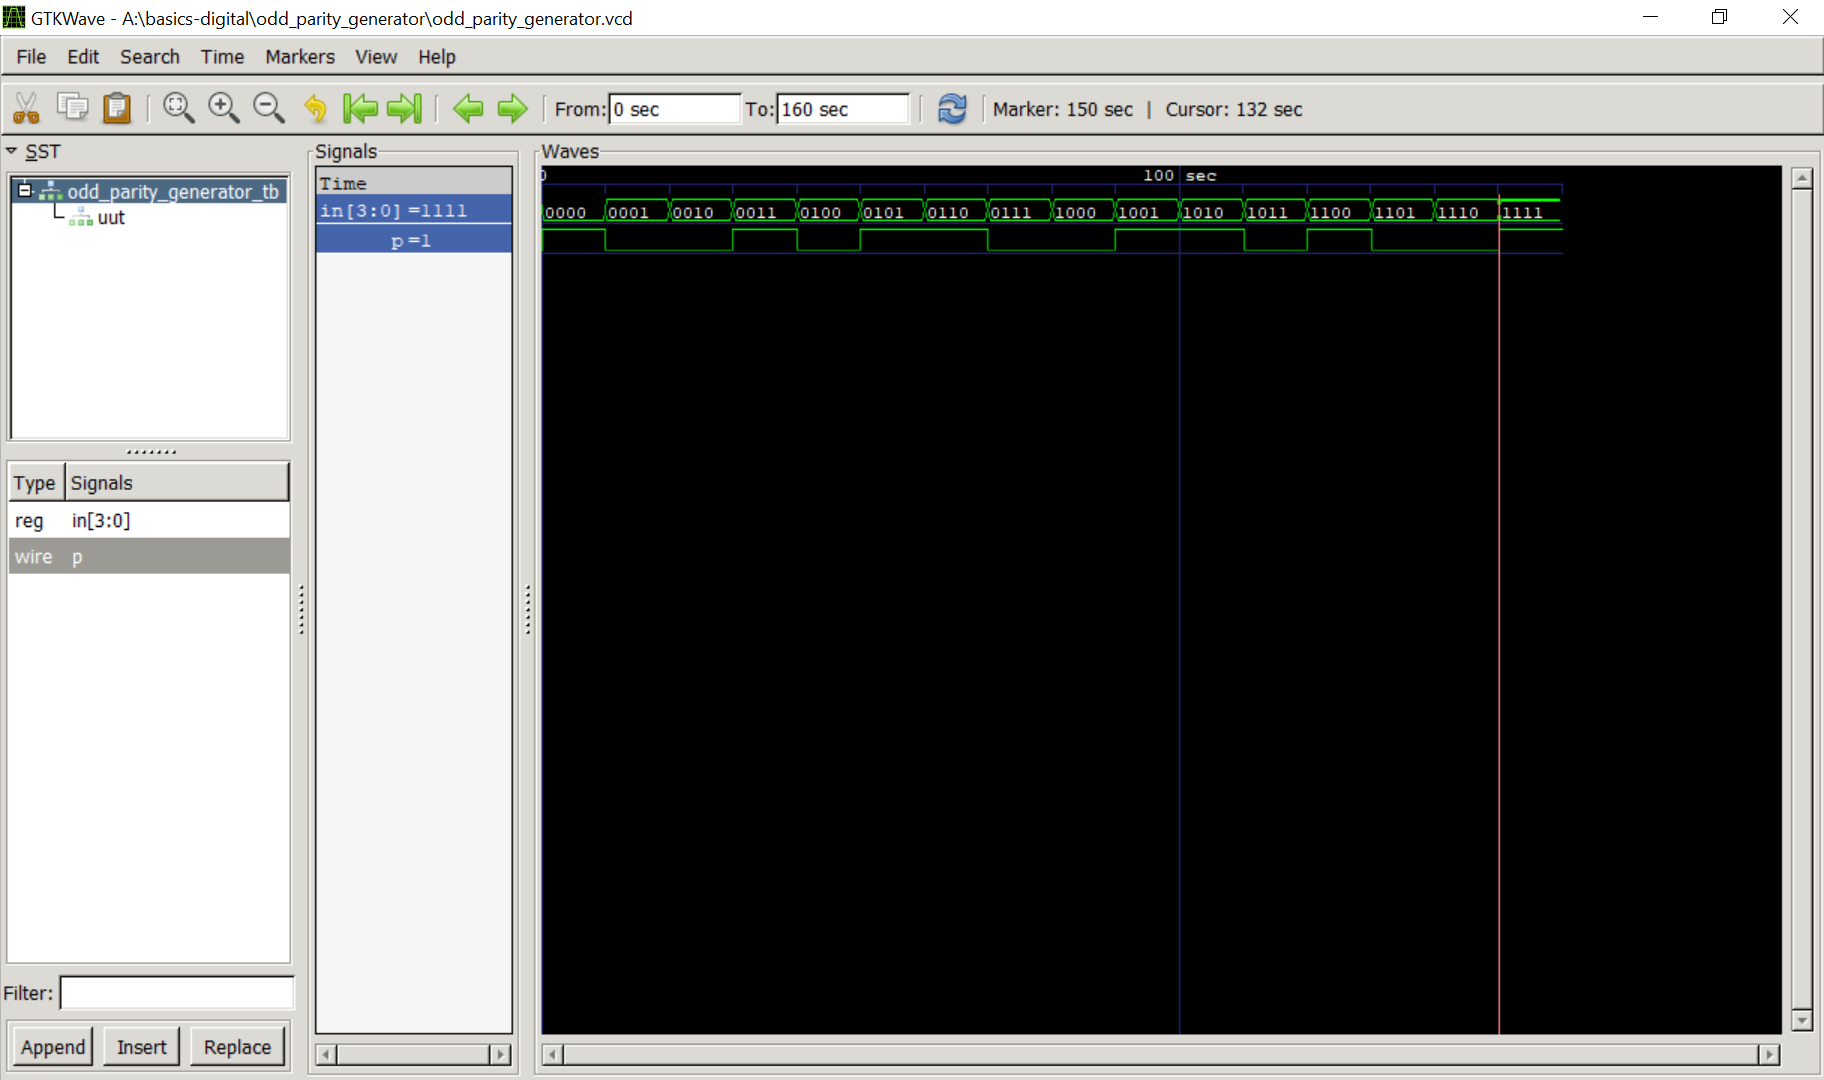 GTKWave - A:\basics-digital\odd_parity_generator\odd_parity_generator.vcd
File Edit Search Time Markers View Help
From: 0 sec To: 160 sec Marker: 150 sec | Cursor: 132 sec
SST
odd_parity_generator_tb
uut
Type Signals
reg in[3:0]
wire p
Filter:
Append Insert Replace
Signals
Time
in[3:0] =1111
p =1
Waves
0 100 sec
0000 0001 0010 0011 0100 0101 0110 0111 1000 1001 1010 1011 1100 1101 1110 1111